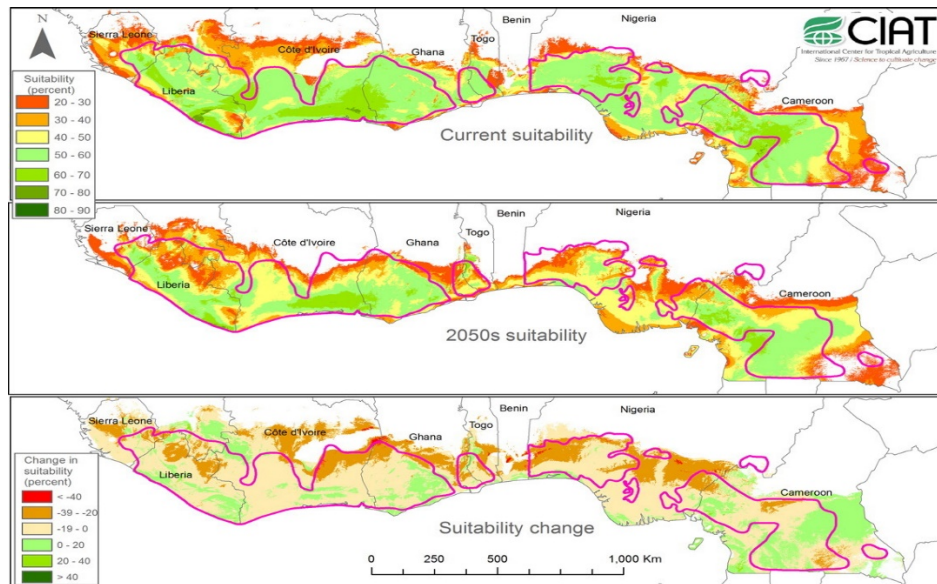 N
Sierra Leone
Côte d'Ivoire
Ghana
Togo
Benin
Nigeria
CIAT
International Center for Tropical Agriculture
Since 1967 / Science to cultivate change
Suitability
(percent)
20 - 30
30 - 40
40 - 50
50 - 60
60 - 70
70 - 80
80 - 90
Liberia
Cameroon
Current suitability
Sierra Leone
Côte d'Ivoire
Ghana
Togo
Benin
Nigeria
Liberia
Cameroon
2050s suitability
Sierra Leone
Côte d'Ivoire
Ghana
Togo
Benin
Nigeria
Liberia
Cameroon
Change in
suitability
(percent)
< -40
-39 - -20
-19 - 0
0 - 20
20 - 40
> 40
Suitability change
0 250 500 1,000 Km